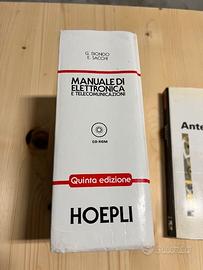 G. BIONDO
E. SACCHI
MANUALE DI
ELETTRONICA
E TELECOMUNICAZIONI
CD-ROM
Quinta edizione
HOEPLI
Ante